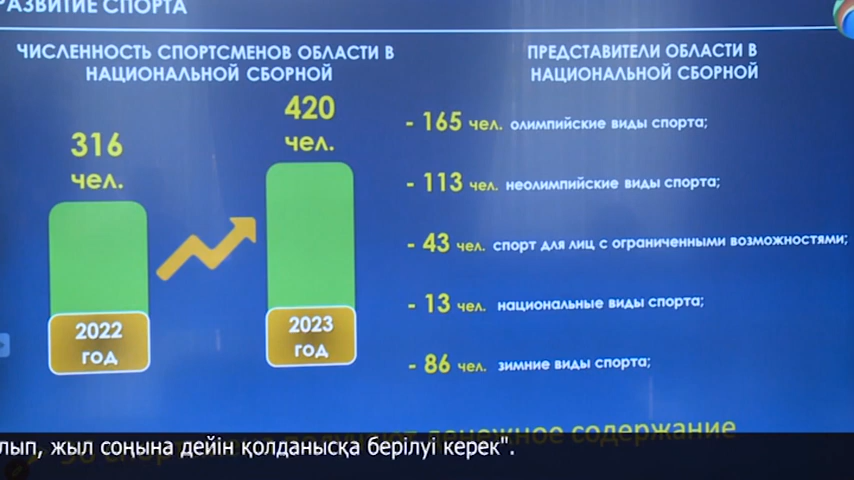 РАЗВИТИЕ СПОРТА
ЧИСЛЕННОСТЬ СПОРТСМЕНОВ ОБЛАСТИ В
НАЦИОНАЛЬНОЙ СБОРНОЙ
316
чел.
420
чел.
2022
год
2023
год
ПРЕДСТАВИТЕЛИ ОБЛАСТИ В
НАЦИОНАЛЬНОЙ СБОРНОЙ
- 165 чел. олимпийские виды спорта;
- 113 чел. неолимпийские виды спорта;
- 43 чел. спорт для лиц с ограниченными возможностями;
- 13 чел. национальные виды спорта;
- 86 чел. зимние виды спорта;
денежное содержание
лып, жыл соңына дейін қолданысқа берілуі керек".